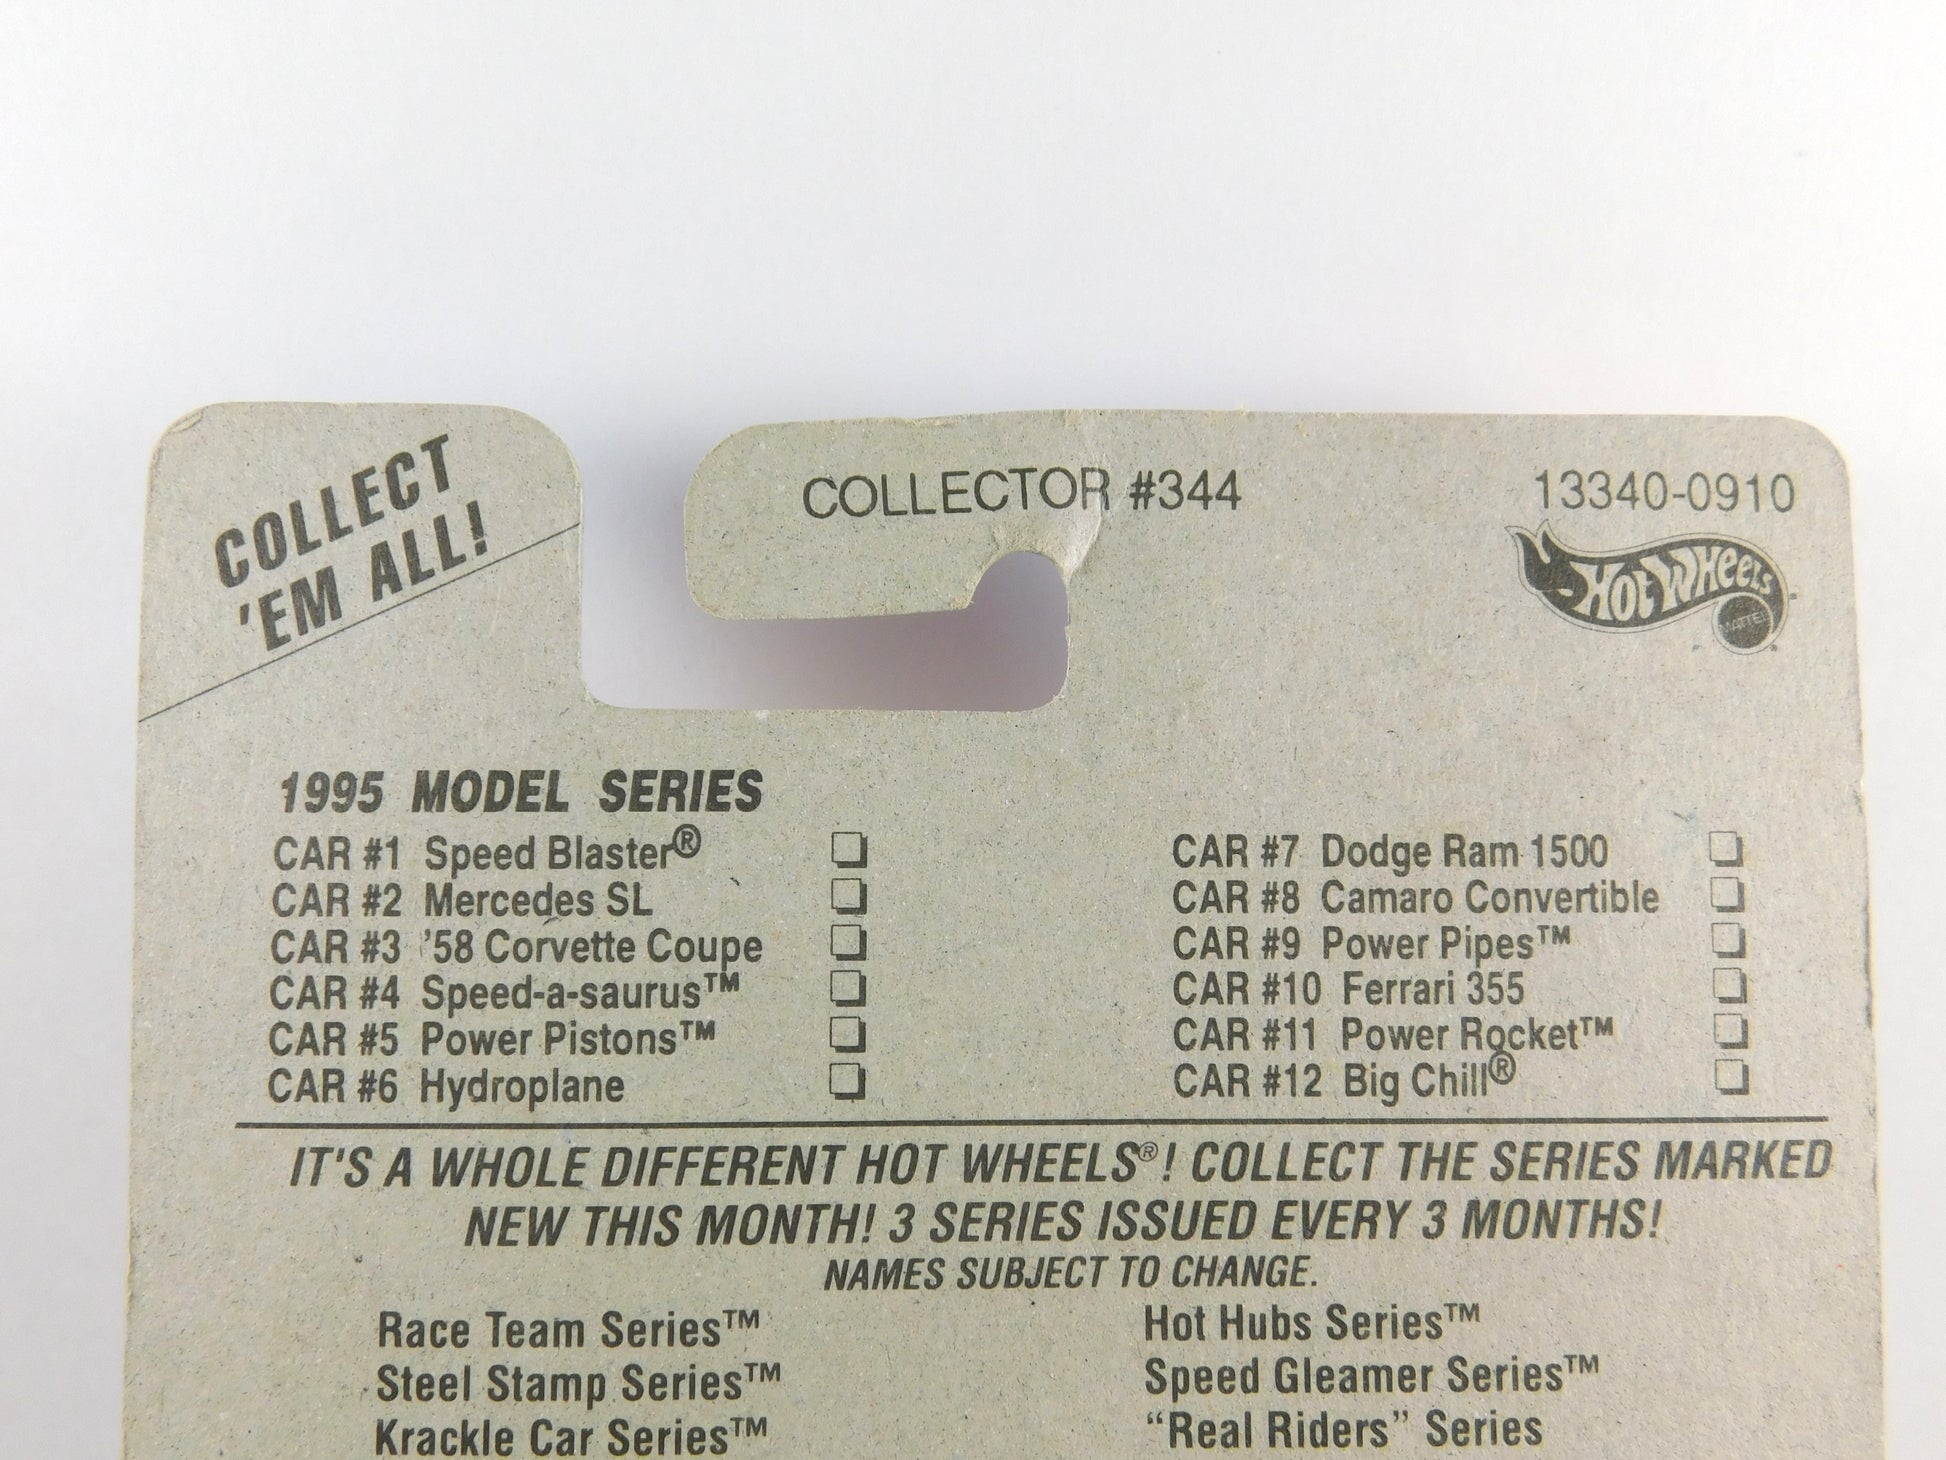 COLLECT
'EM ALL!
COLLECTOR #344
13340-0910
Hot Wheels
MATTEL
1995 MODEL SERIES
CAR #1 Speed Blaster®
CAR #2 Mercedes SL
CAR #3 '58 Corvette Coupe
CAR #4 Speed-a-saurus™
CAR #5 Power Pistons™
CAR #6 Hydroplane
CAR #7 Dodge Ram 1500
CAR #8 Camaro Convertible
CAR #9 Power Pipes™
CAR #10 Ferrari 355
CAR #11 Power Rocket™
CAR #12 Big Chill®
IT'S A WHOLE DIFFERENT HOT WHEELS®! COLLECT THE SERIES MARKED
NEW THIS MONTH! 3 SERIES ISSUED EVERY 3 MONTHS!
NAMES SUBJECT TO CHANGE.
Race Team Series™
Steel Stamp Series™
Krackle Car Series™
Hot Hubs Series™
Speed Gleamer Series™
“Real Riders” Series